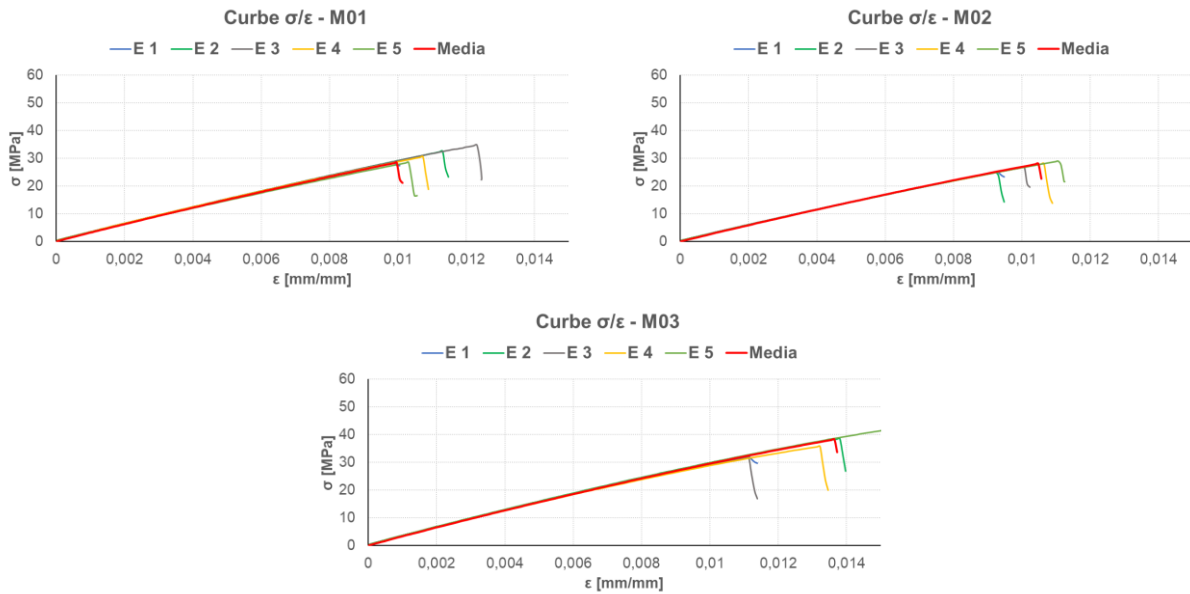 Curbe σ/ε - M01
E 1 E 2 E 3 E 4 E 5 Media
60
50
40
30
20
10
0
σ [MPa]
0 0,002 0,004 0,006 0,008 0,01 0,012 0,014
ε [mm/mm]
Curbe σ/ε - M02
E 1 E 2 E 3 E 4 E 5 Media
60
50
40
30
20
10
0
σ [MPa]
0 0,002 0,004 0,006 0,008 0,01 0,012 0,014
ε [mm/mm]
Curbe σ/ε - M03
E 1 E 2 E 3 E 4 E 5 Media
60
50
40
30
20
10
0
σ [MPa]
0 0,002 0,004 0,006 0,008 0,01 0,012 0,014
ε [mm/mm]